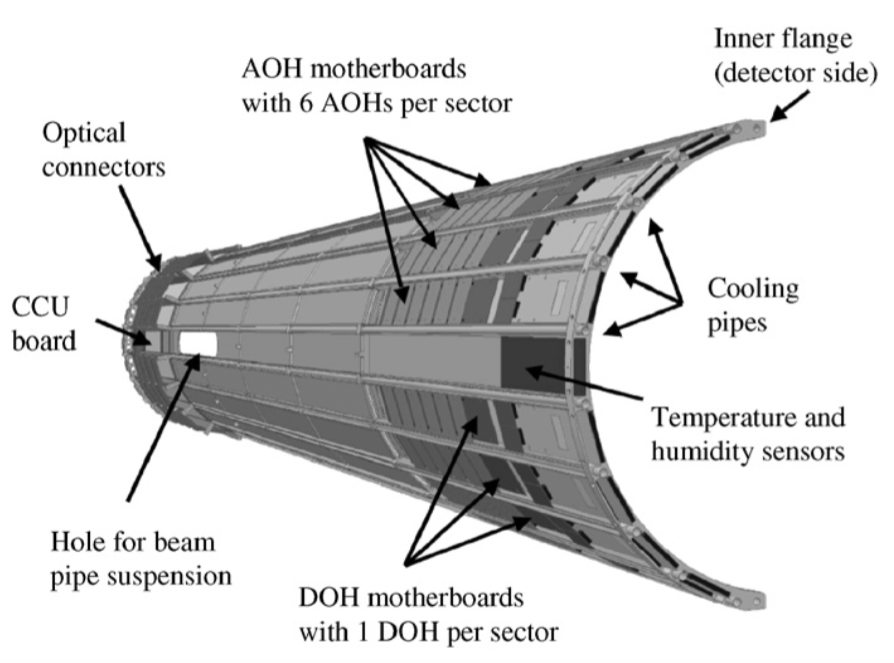 Inner flange
(detector side)
AOH motherboards
with 6 AOHs per sector
Optical
connectors
CCU
board
Cooling
pipes
Temperature and
humidity sensors
Hole for beam
pipe suspension
DOH motherboards
with 1 DOH per sector